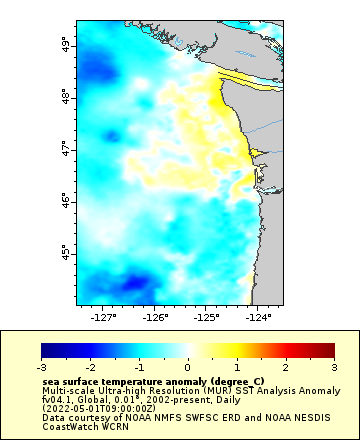 49°
48°
47°
46°
45°
-127° -126° -125° -124°
-3 -2 -1 0 1 2 3
sea surface temperature anomaly (degree_C)
Multi-scale Ultra-high Resolution (MUR) SST Analysis Anomaly
fv04.1, Global, 0.01°, 2002-present, Daily
(2022-05-01T09:00:00Z)
Data courtesy of NOAA NMFS SWFSC ERD and NOAA NESDIS
CoastWatch WCRN